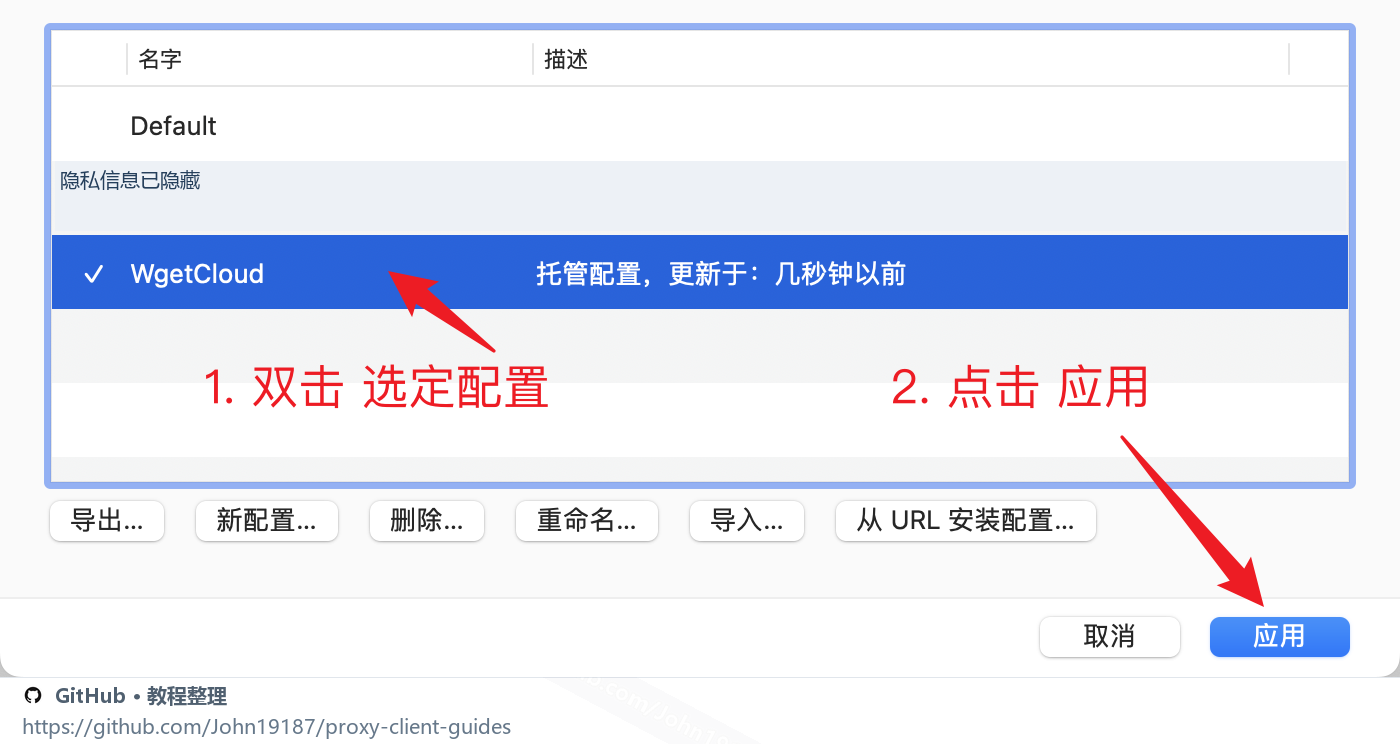 名字 描述
Default
隐私信息已隐藏
✓ WgetCloud 托管配置，更新于：几秒钟以前
1. 双击 选定配置 2. 点击 应用
导出... 新配置... 删除... 重命名... 导入... 从 URL 安装配置...
取消 应用
GitHub • 教程整理
https://github.com/John19187/proxy-client-guides